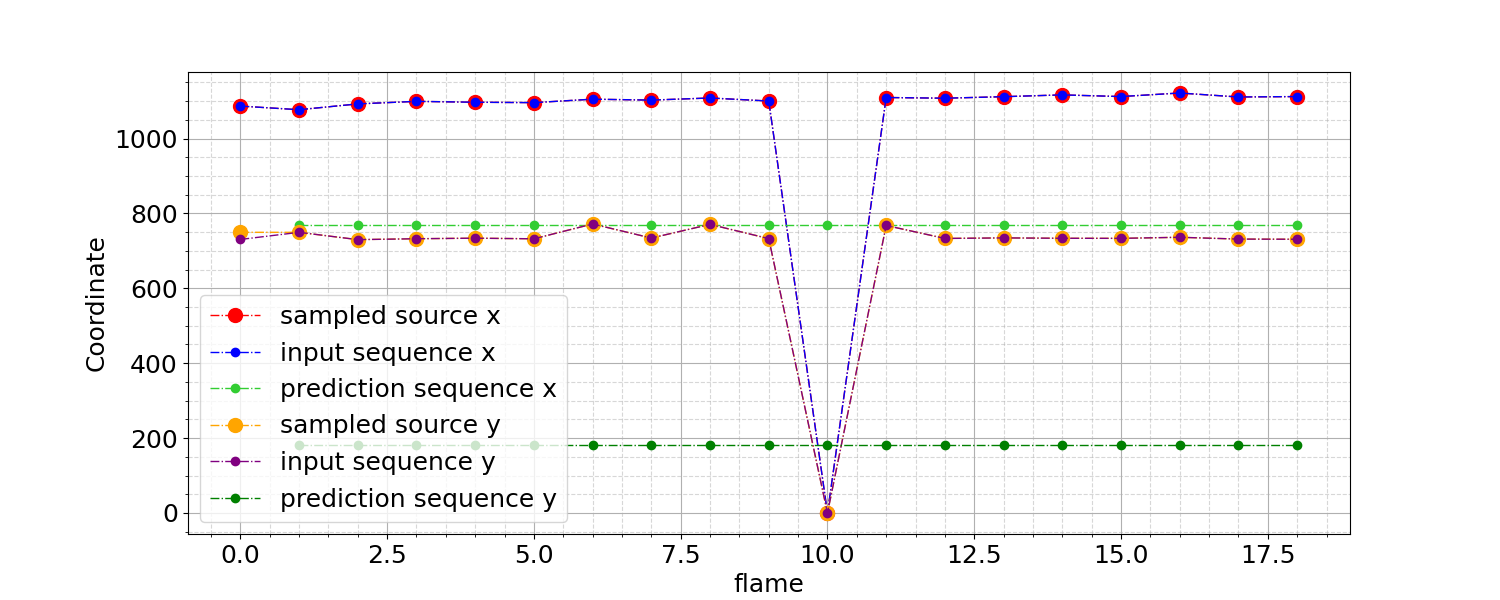 1000
800
600
400
200
0
Coordinate
sampled source x
input sequence x
prediction sequence x
sampled source y
input sequence y
prediction sequence y
0.0 2.5 5.0 7.5 10.0 12.5 15.0 17.5
flame